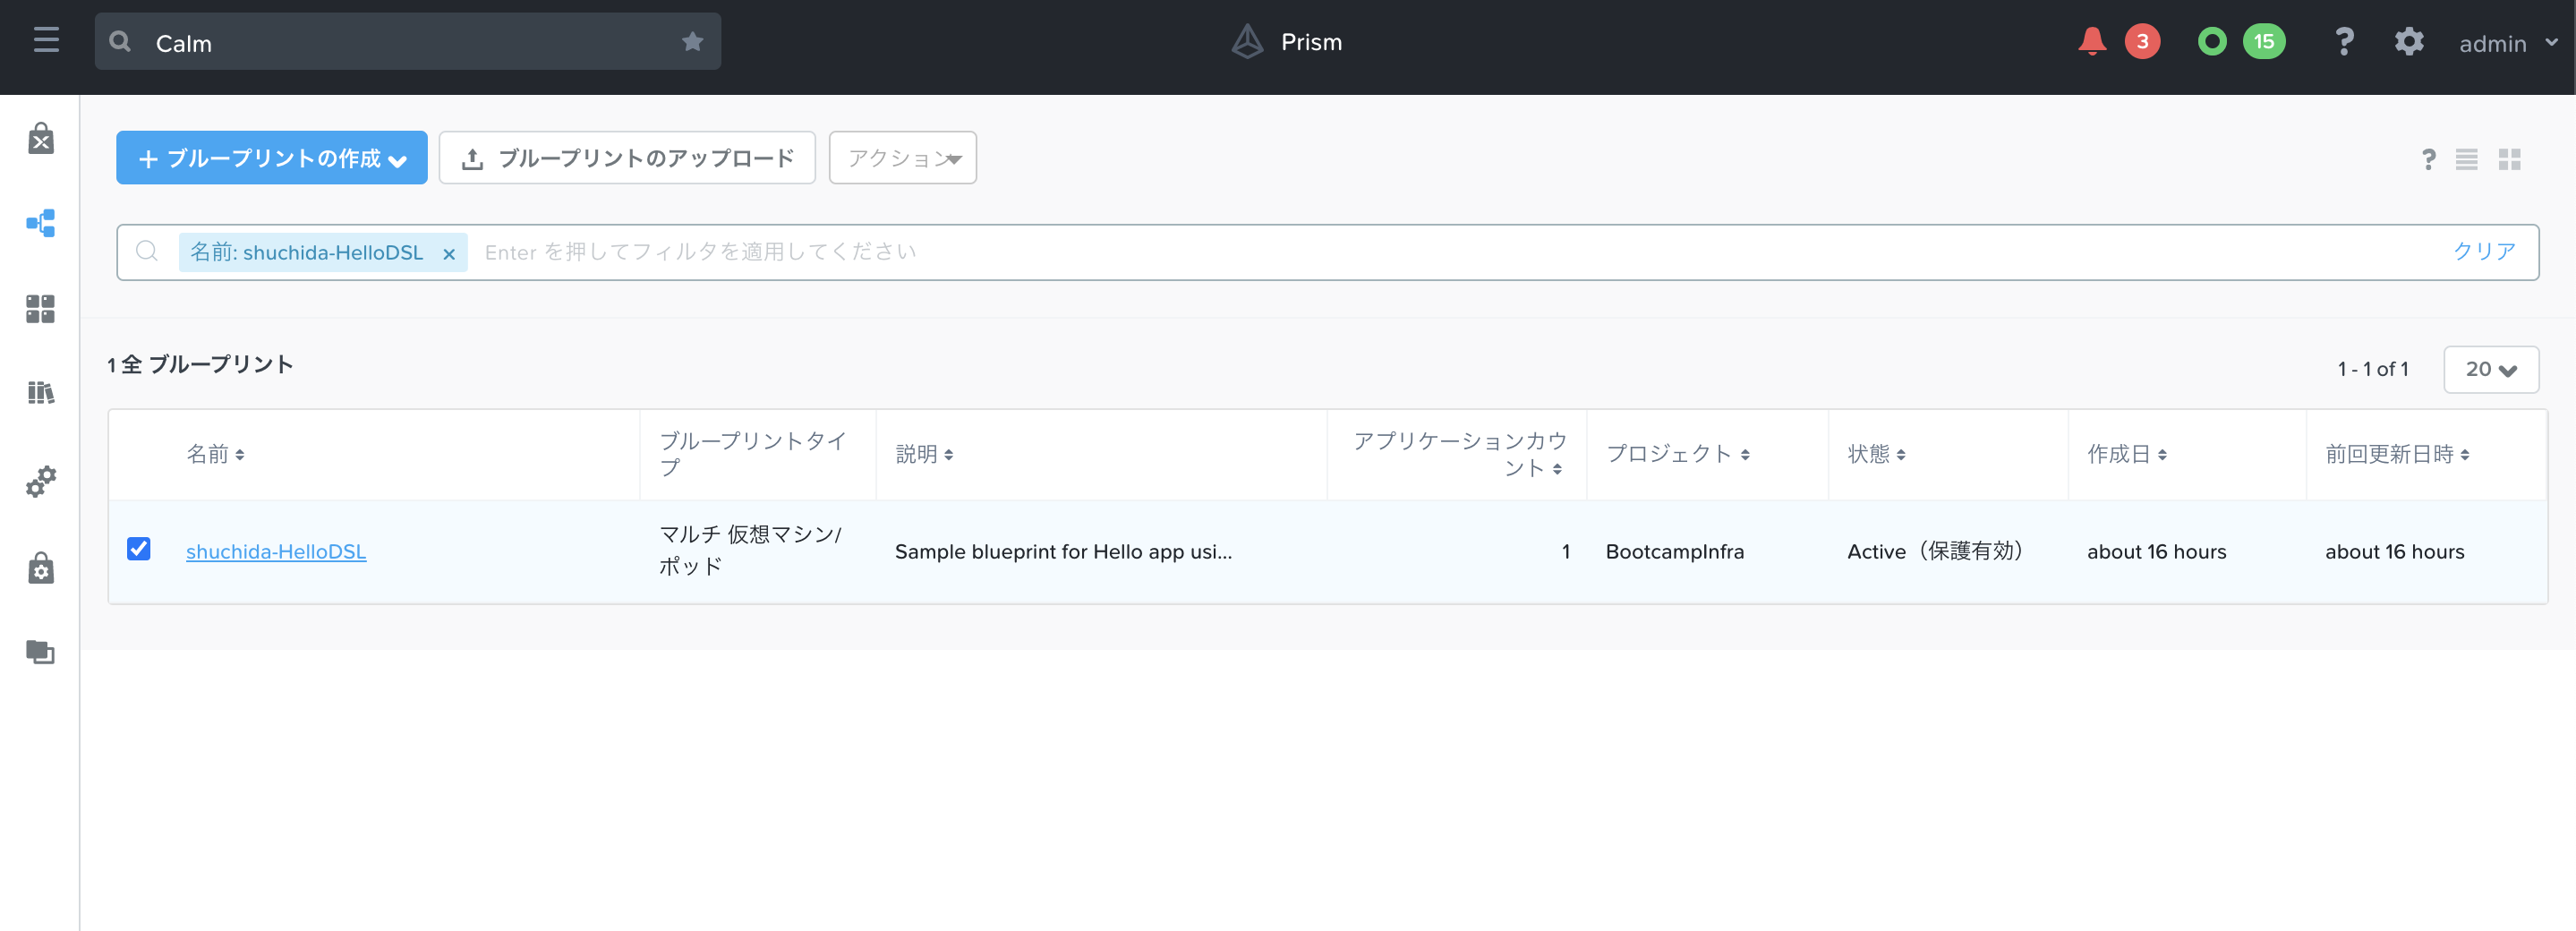 Calm
Prism
3
15
?
admin
+ ブループリントの作成
ブループリントのアップロード
アクション
?
名前: shuchida-HelloDSL ×
Enter を押してフィルタを適用してください
クリア
1 全 ブループリント
1 - 1 of 1
20
名前
ブループリントタイ
プ
説明
アプリケーションカウ
ント
プロジェクト
状態
作成日
前回更新日時
shuchida-HelloDSL
マルチ 仮想マシン/
ポッド
Sample blueprint for Hello app usi...
1
BootcampInfra
Active（保護有効）
about 16 hours
about 16 hours